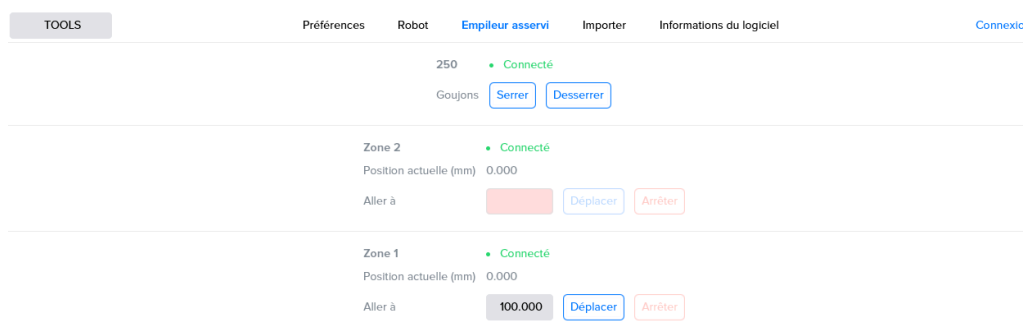 TOOLS Préférences Robot Empileur asservi Importer Informations du logiciel
250 Connecté
Goujons Serrer Desserrer
Zone 2 Connecté
Position actuelle (mm) 0.000
Aller à Déplacer Arrêter
Zone 1 Connecté
Position actuelle (mm) 0.000
Aller à 100.000 Déplacer Arrêter